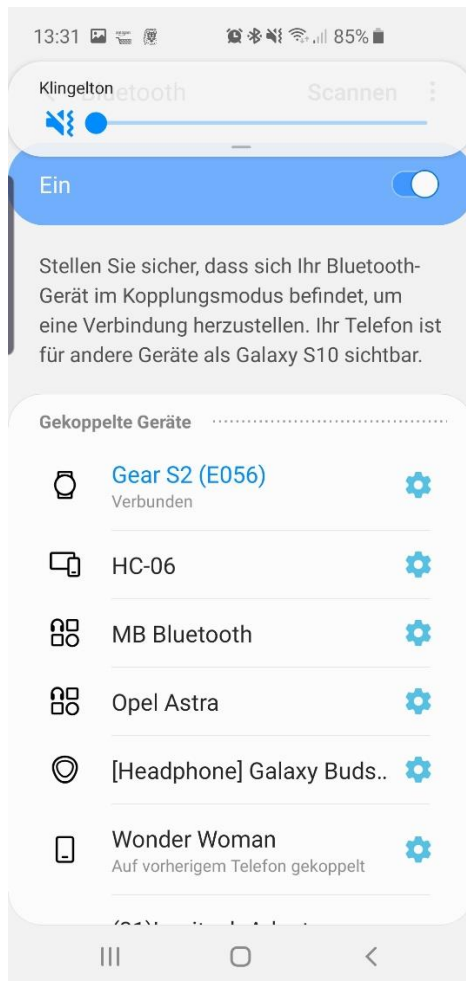 13:31 85%
Klingelton
Bluetooth Scannen
Ein
Stellen Sie sicher, dass sich Ihr Bluetooth-
Gerät im Kopplungsmodus befindet, um
eine Verbindung herzustellen. Ihr Telefon ist
für andere Geräte als Galaxy S10 sichtbar.
Gekoppelte Geräte
Gear S2 (E056)
Verbunden
HC-06
MB Bluetooth
Opel Astra
[Headphone] Galaxy Buds..
Wonder Woman
Auf vorherigem Telefon gekoppelt